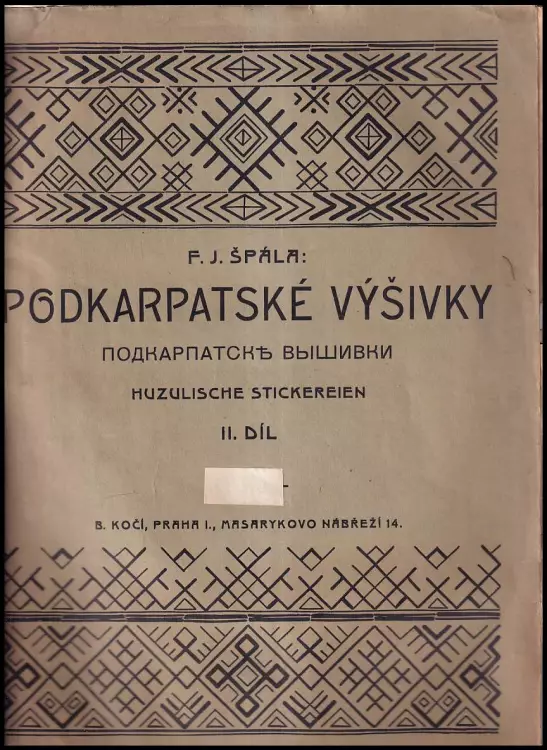 F. J. ŠPÁLA:
PODKARPATSKÉ VÝŠIVKY
ПОДКАРПАТСКѢ ВЫШИВКИ
HUZULISCHE STICKEREIEN
II. DÍL
B. KOČÍ, PRAHA I., MASARYKOVO NÁBŘEŽÍ 14.